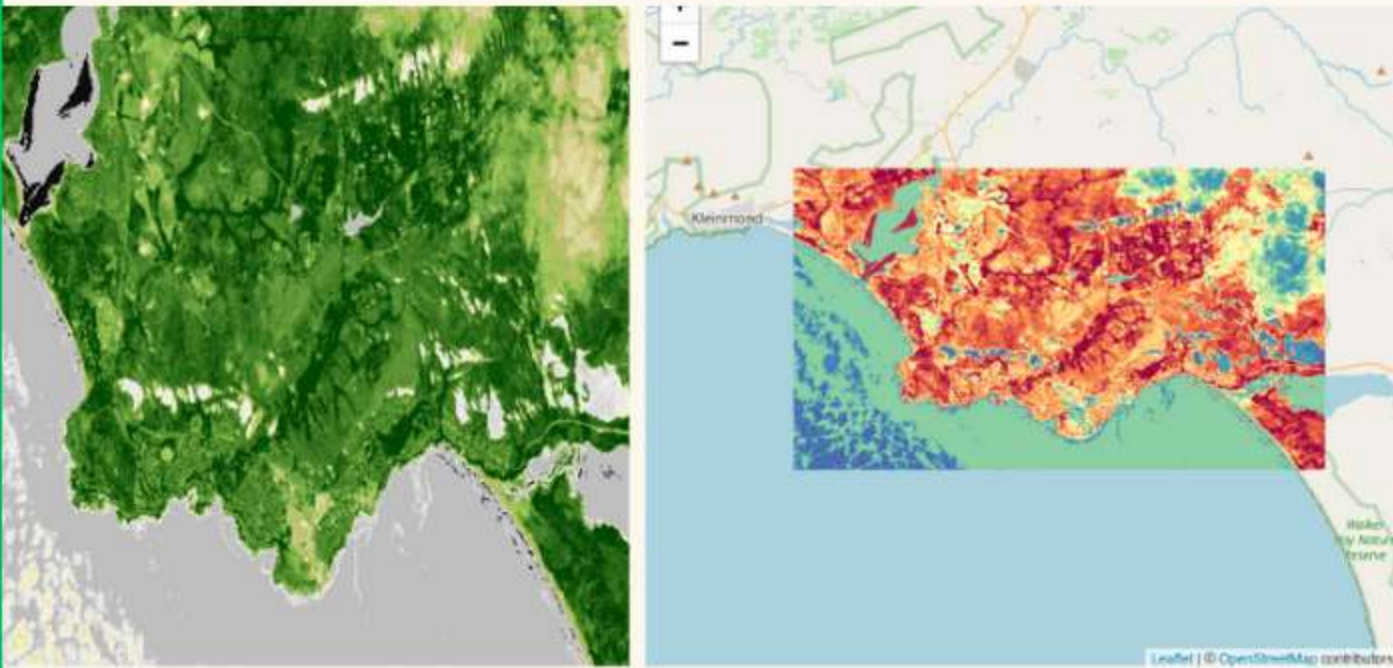 +
−
Kleinmond
Walker
Bay Nature
Reserve
Leaflet | © OpenStreetMap contributors